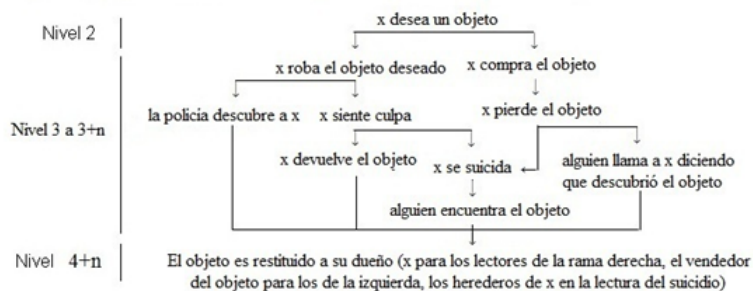 Nivel 2
x desea un objeto
x roba el objeto deseado
x compra el objeto
Nivel 3 a 3+n
la policia descubre a x
x siente culpa
x pierde el objeto
x devuelve el objeto
x se suicida
alguien llama a x diciendo
que descubrió el objeto
alguien encuentra el objeto
Nivel 4+n
El objeto es restituido a su dueño (x para los lectores de la rama derecha, el vendedor
del objeto para los de la izquierda, los herederos de x en la lectura del suicidio)